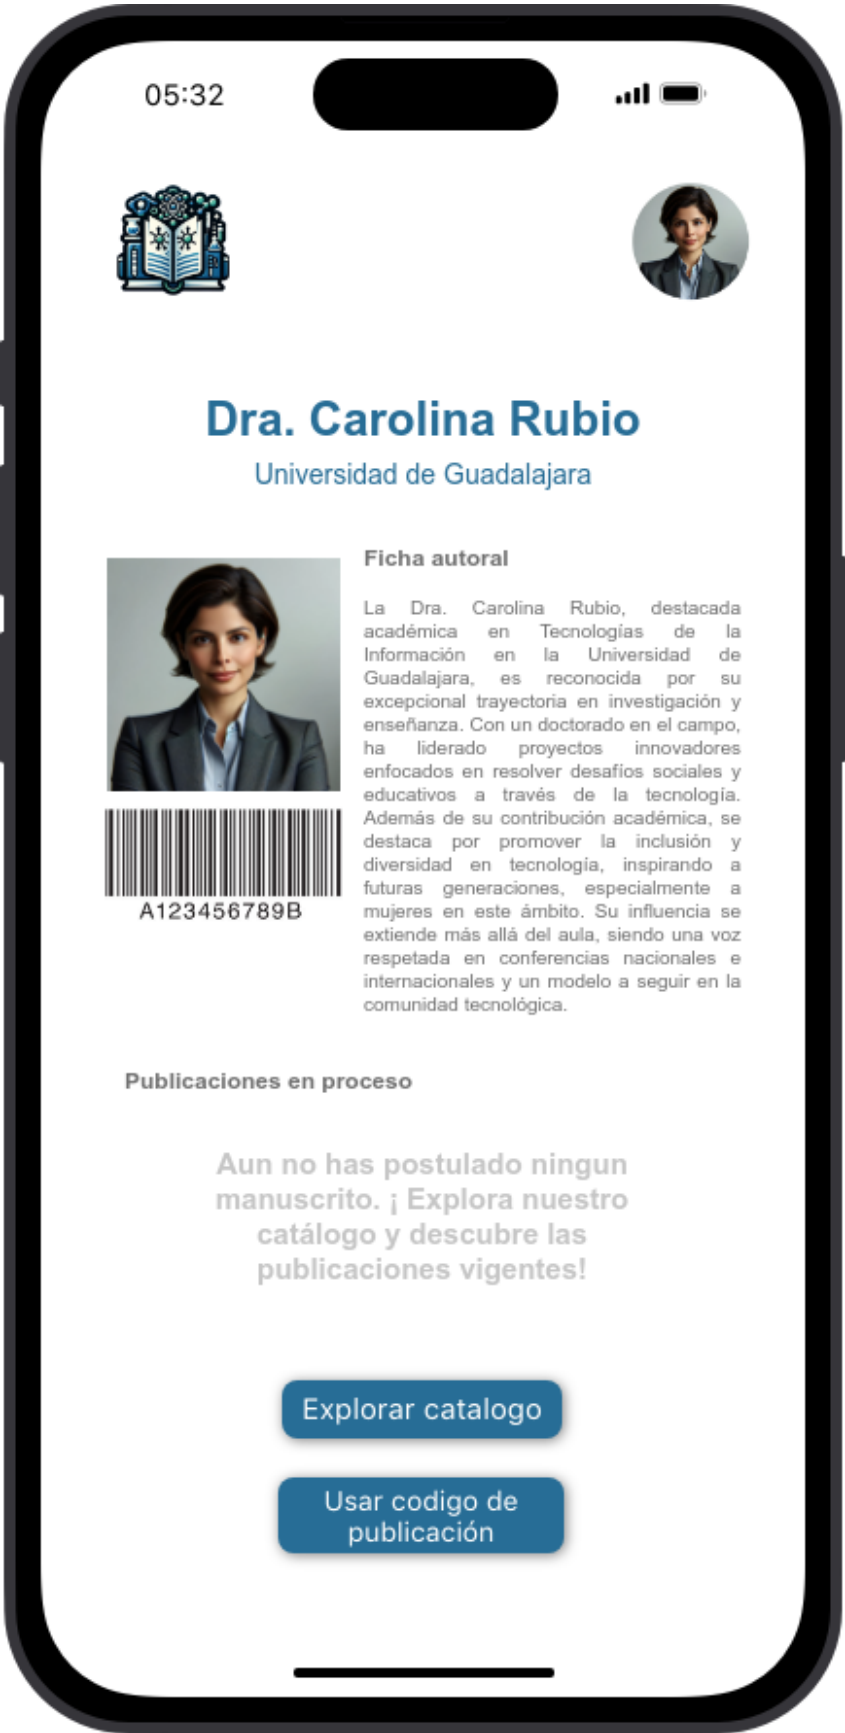 05:32
Dra. Carolina Rubio
Universidad de Guadalajara
Ficha autoral
La Dra. Carolina Rubio, destacada
académica en Tecnologías de la
Información en la Universidad de
Guadalajara, es reconocida por su
excepcional trayectoria en investigación y
enseñanza. Con un doctorado en el campo,
ha liderado proyectos innovadores
enfocados en resolver desafíos sociales y
educativos a través de la tecnología.
Además de su contribución académica, se
destaca por promover la inclusión y
diversidad en tecnología, inspirando a
futuras generaciones, especialmente a
mujeres en este ámbito. Su influencia se
extiende más allá del aula, siendo una voz
respetada en conferencias nacionales e
internacionales y un modelo a seguir en la
comunidad tecnológica.
A123456789B
Publicaciones en proceso
Aun no has postulado ningun
manuscrito. ¡ Explora nuestro
catálogo y descubre las
publicaciones vigentes!
Explorar catalogo
Usar codigo de
publicación